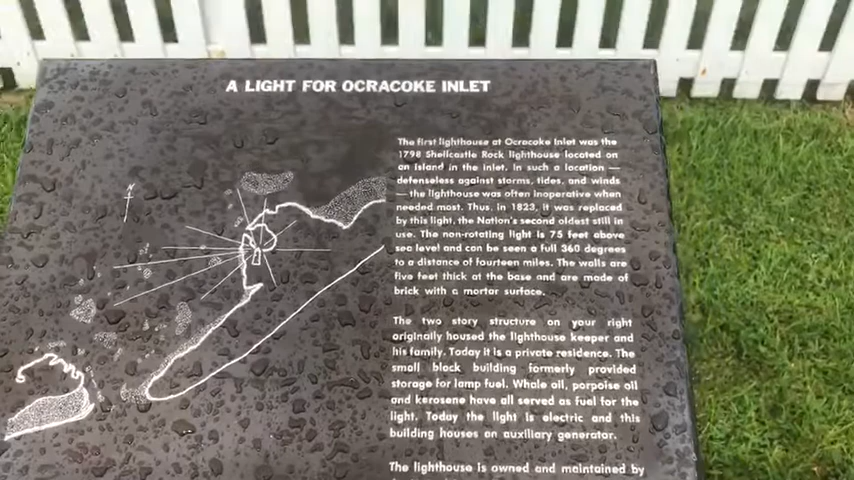 A LIGHT FOR OCRACOKE INLET
N
The first lighthouse at Ocracoke Inlet was the
1798 Shellcastle Rock lighthouse located on
an island in the inlet. In such a location —
defenseless against storms, tides, and winds
— the lighthouse was often inoperative when
needed most. Thus, in 1823, it was replaced
by this light, the Nation's second oldest still in
use. The non-rotating light is 75 feet above
sea level and can be seen a full 360 degrees
to a distance of fourteen miles. The walls are
five feet thick at the base and are made of
brick with a mortar surface.
The two story structure on your right
originally housed the lighthouse keeper and
his family. Today it is a private residence. The
small block building formerly provided
storage for lamp fuel. Whale oil, porpoise oil
and kerosene have all served as fuel for the
light. Today the light is electric and this
building houses an auxiliary generator.
The lighthouse is owned and maintained by